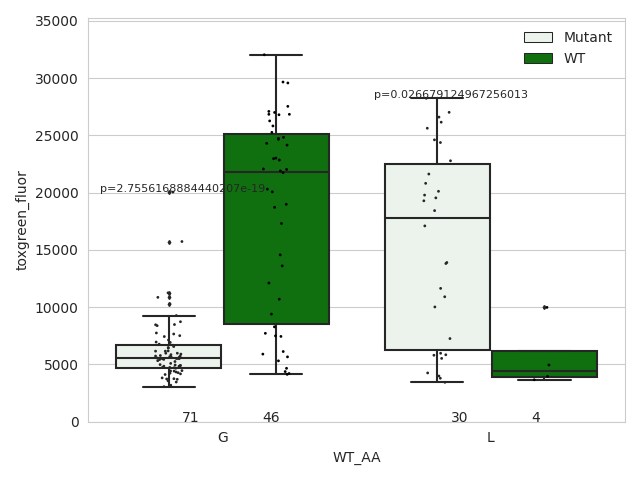 35000
30000
25000
20000
15000
10000
5000
0
toxgreen_fluor
Mutant
WT
p=0.026679124967256013
p=2.7556168884440207e-19
71
46
30
4
G
L
WT_AA